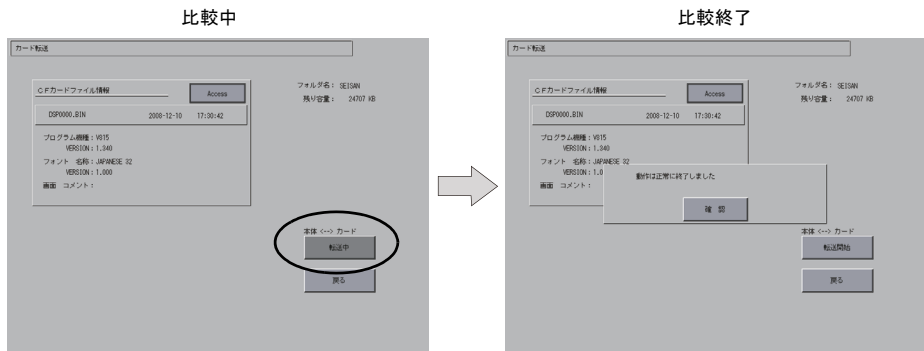 比較中
カード転送
CFカードファイル情報
Access
DSP0000.BIN 2008-12-10 17:30:42
プログラム機種：V815
VERSION：1.340
フォント 名称：JAPANESE 32
VERSION：1.000
画面 コメント：
フォルダ名： SEISAN
残り容量： 24707 KB
本体 <--> カード
転送中
戻る
比較終了
カード転送
CFカードファイル情報
Access
DSP0000.BIN 2008-12-10 17:30:42
プログラム機種：V815
VERSION：1.340
フォント 名称：JAPANESE 32
VERSION：1.0
画面 コメント：
動作は正常に終了しました
確 認
フォルダ名： SEISAN
残り容量： 24707 KB
本体 <--> カード
転送開始
戻る